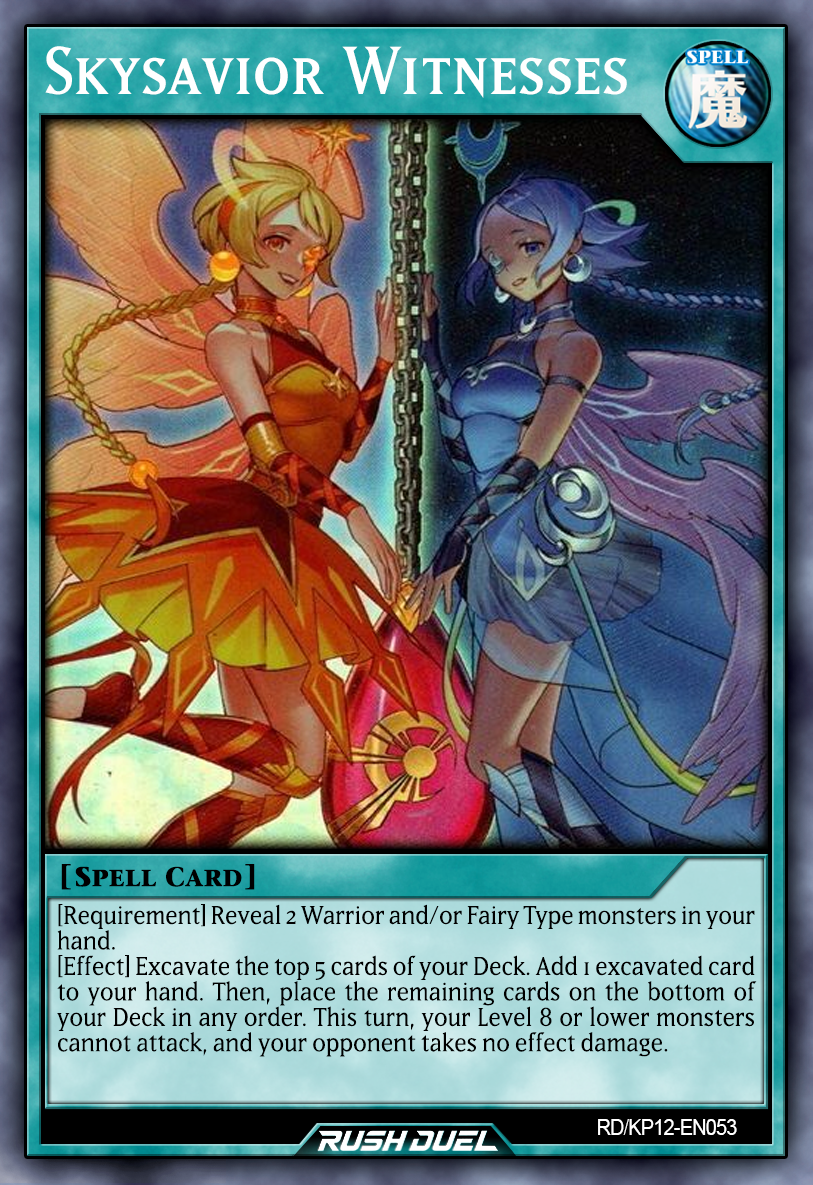 Skysavior Witnesses
SPELL
魔
[Spell Card]
[Requirement] Reveal 2 Warrior and/or Fairy Type monsters in your
hand.
[Effect] Excavate the top 5 cards of your Deck. Add 1 excavated card
to your hand. Then, place the remaining cards on the bottom of
your Deck in any order. This turn, your Level 8 or lower monsters
cannot attack, and your opponent takes no effect damage.
RD/KP12-EN053
RUSH DUEL